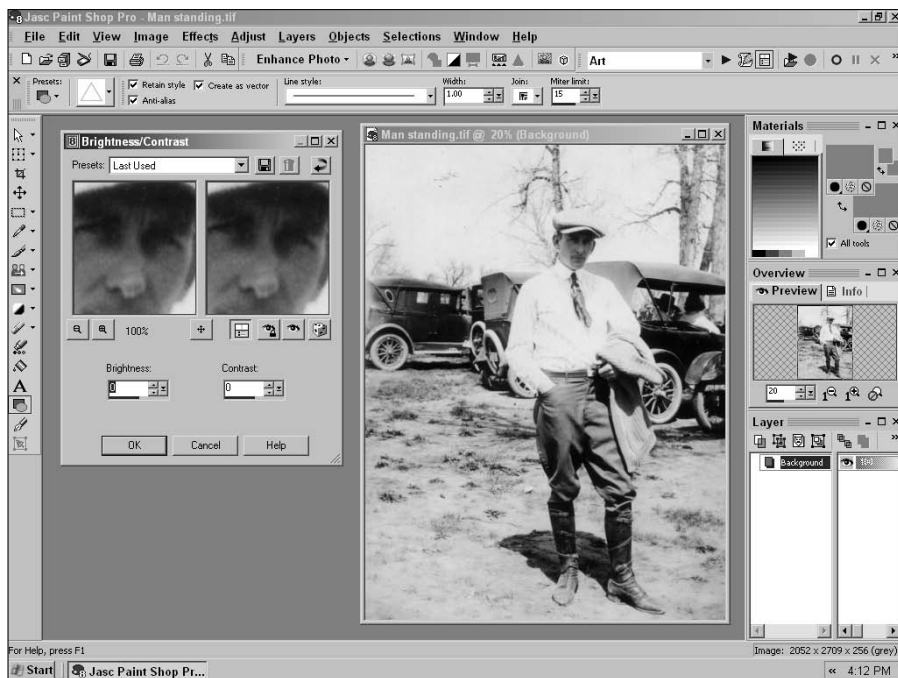 Jasc Paint Shop Pro - Man standing.tif
File Edit View Image Effects Adjust Layers Objects Selections Window Help
Enhance Photo Art
Presets: Retain style Create as vector Line style: Width: Join: Miter limit:
Anti-alias 1.00 15
Brightness/Contrast
Presets: Last Used
100%
Brightness: Contrast:
0 0
OK Cancel Help
Man standing.tif @ 20% (Background)
Materials
All tools
Overview
Preview Info
20
Layer
Background
For Help, press F1
Image: 2052 x 2709 x 256 (grey)
Start Jasc Paint Shop Pr... 4:12 PM